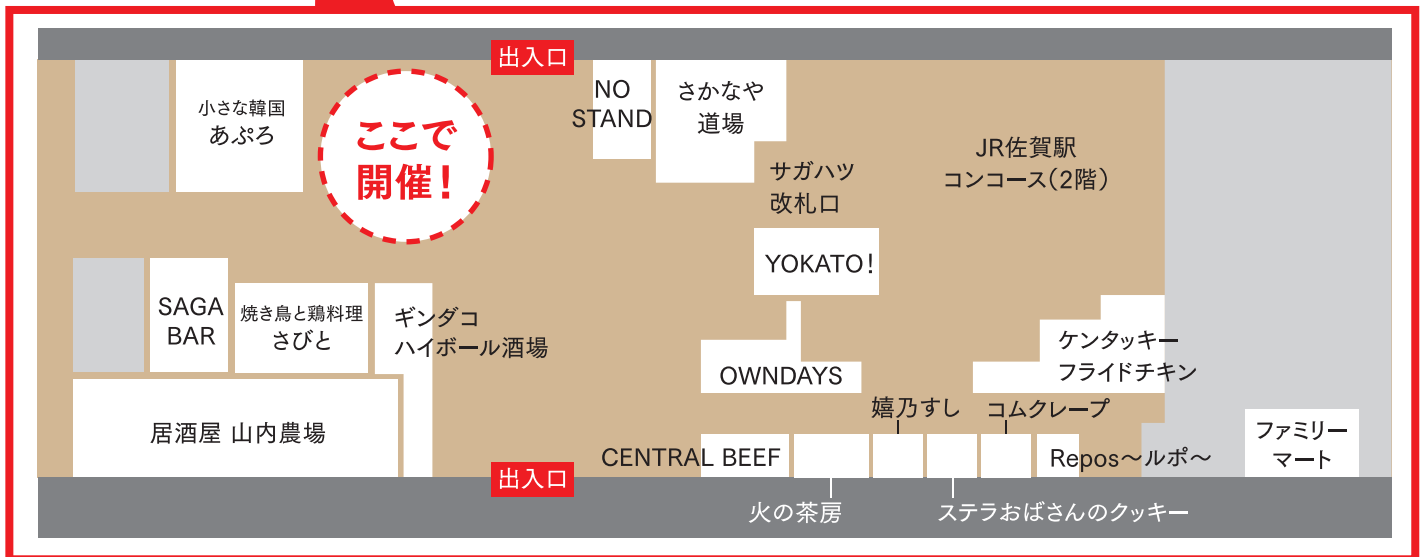 出入口
小さな韓国
あぷろ
ここで
開催!
NO
STAND
さかなや
道場
サガハツ
改札口
JR佐賀駅
コンコース(2階)
YOKATO!
SAGA
BAR
焼き鳥と鶏料理
さびと
ギンダコ
ハイボール酒場
OWNDAYS
ケンタッキー
フライドチキン
居酒屋 山内農場
出入口
CENTRAL BEEF
火の茶房
嬉乃すし
ステラおばさんのクッキー
コムクレープ
Repos〜ルポ〜
ファミリー
マート